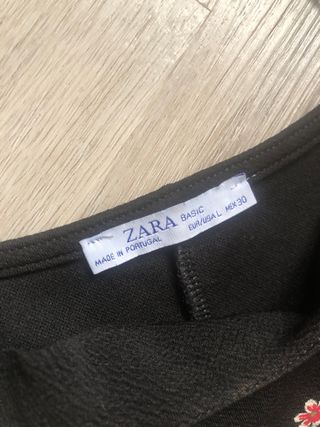 ZARA BASIC
MADE IN PORTUGAL EUR/USA L MEX 30